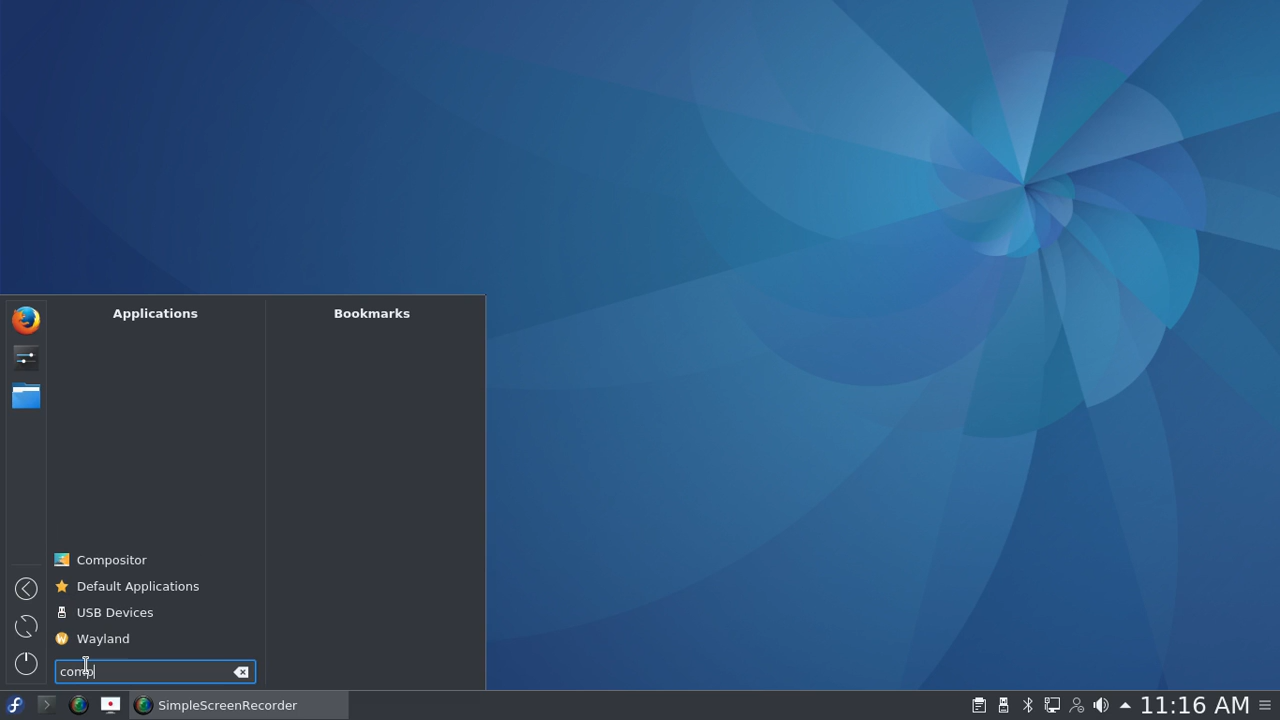 Applications
Bookmarks
Compositor
Default Applications
USB Devices
Wayland
comp
SimpleScreenRecorder
11:16 AM